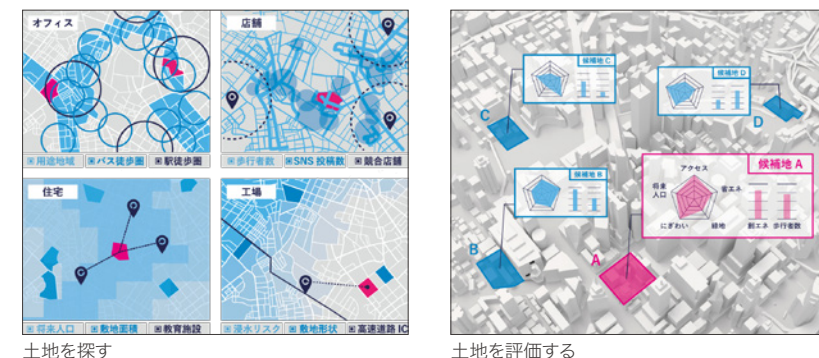 オフィス
店舗
用途地域 バス徒歩圏 駅徒歩圏
歩行者数 SNS 投稿数 競合店舗
住宅
工場
将来人口 敷地面積 教育施設
浸水リスク 敷地形状 高速道路 IC
土地を探す
候補地 C
候補地 D
C
D
候補地 B
候補地 A
アクセス
将来
人口
省エネ
にぎわい
緑地
創エネ 歩行者数
B
A
土地を評価する